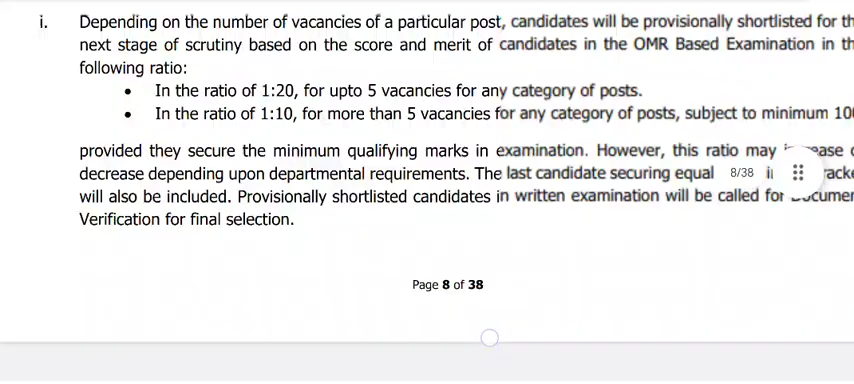 i. Depending on the number of vacancies of a particular post, candidates will be provisionally shortlisted for
next stage of scrutiny based on the score and merit of candidates in the OMR Based Examination in
following ratio:
• In the ratio of 1:20, for upto 5 vacancies for any category of posts.
• In the ratio of 1:10, for more than 5 vacancies for any category of posts, subject to minimum
provided they secure the minimum qualifying marks in examination. However, this ratio may
decrease depending upon departmental requirements. The last candidate securing equal 8/38
will also be included. Provisionally shortlisted candidates in written examination will be called for
Verification for final selection.
Page 8 of 38